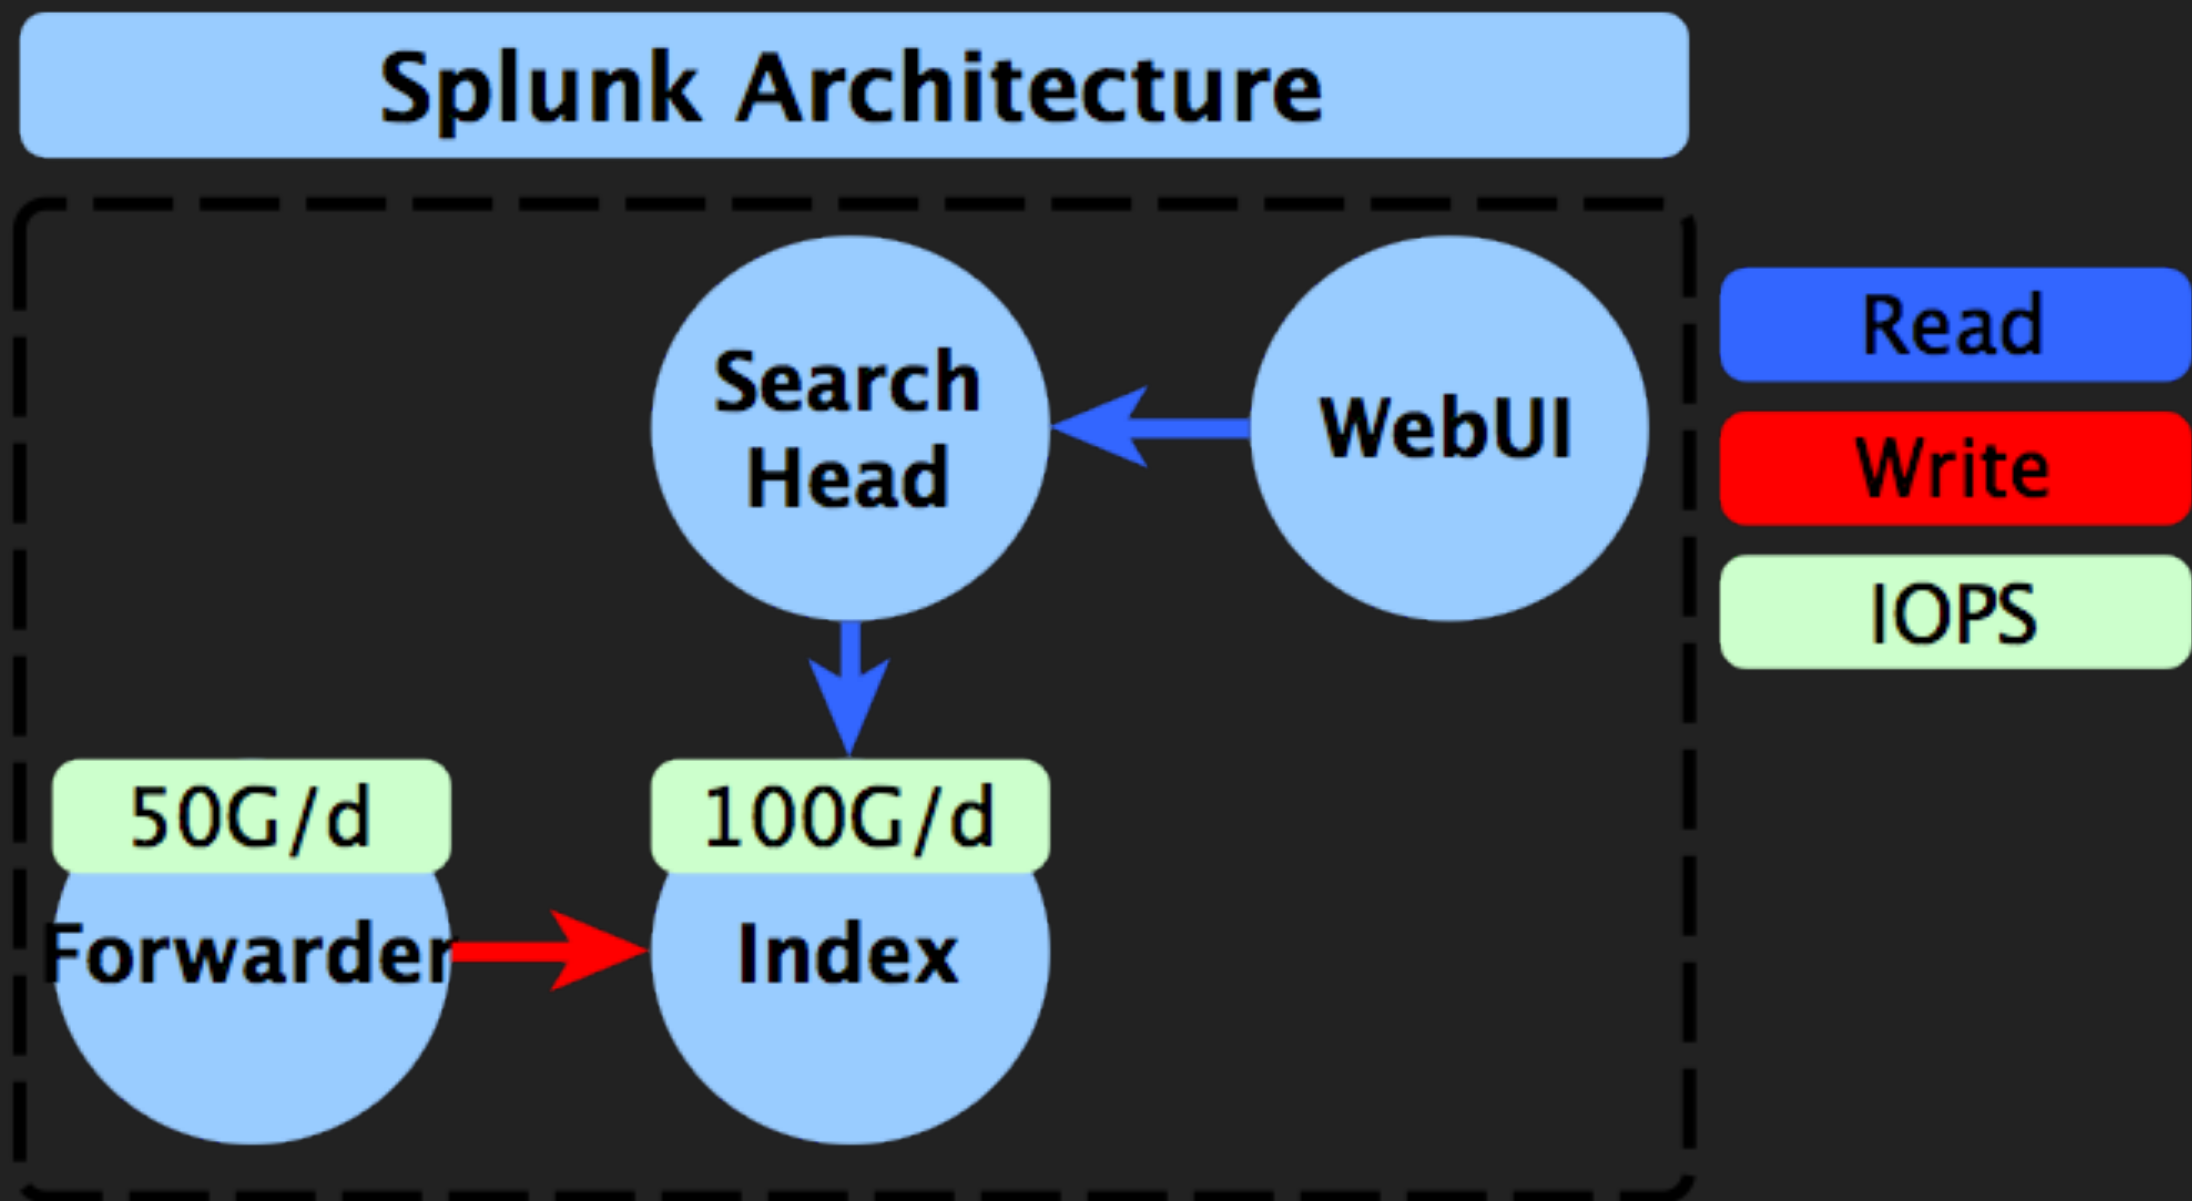 Splunk Architecture
Search
Head
WebUI
Read
Write
IOPS
50G/d
100G/d
Forwarder
Index